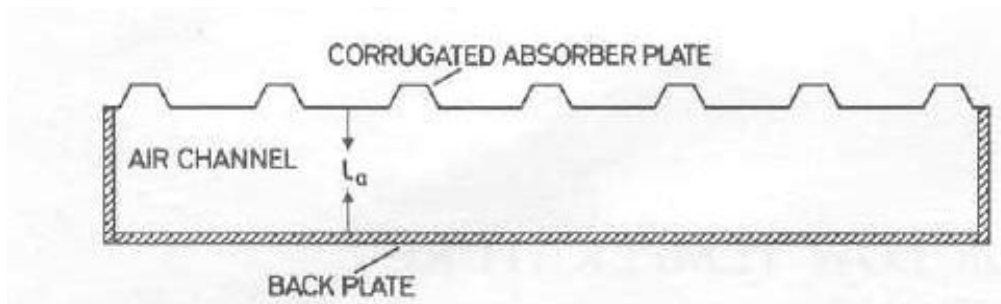 CORRUGATED ABSORBER PLATE
AIR CHANNEL
La
BACK PLATE